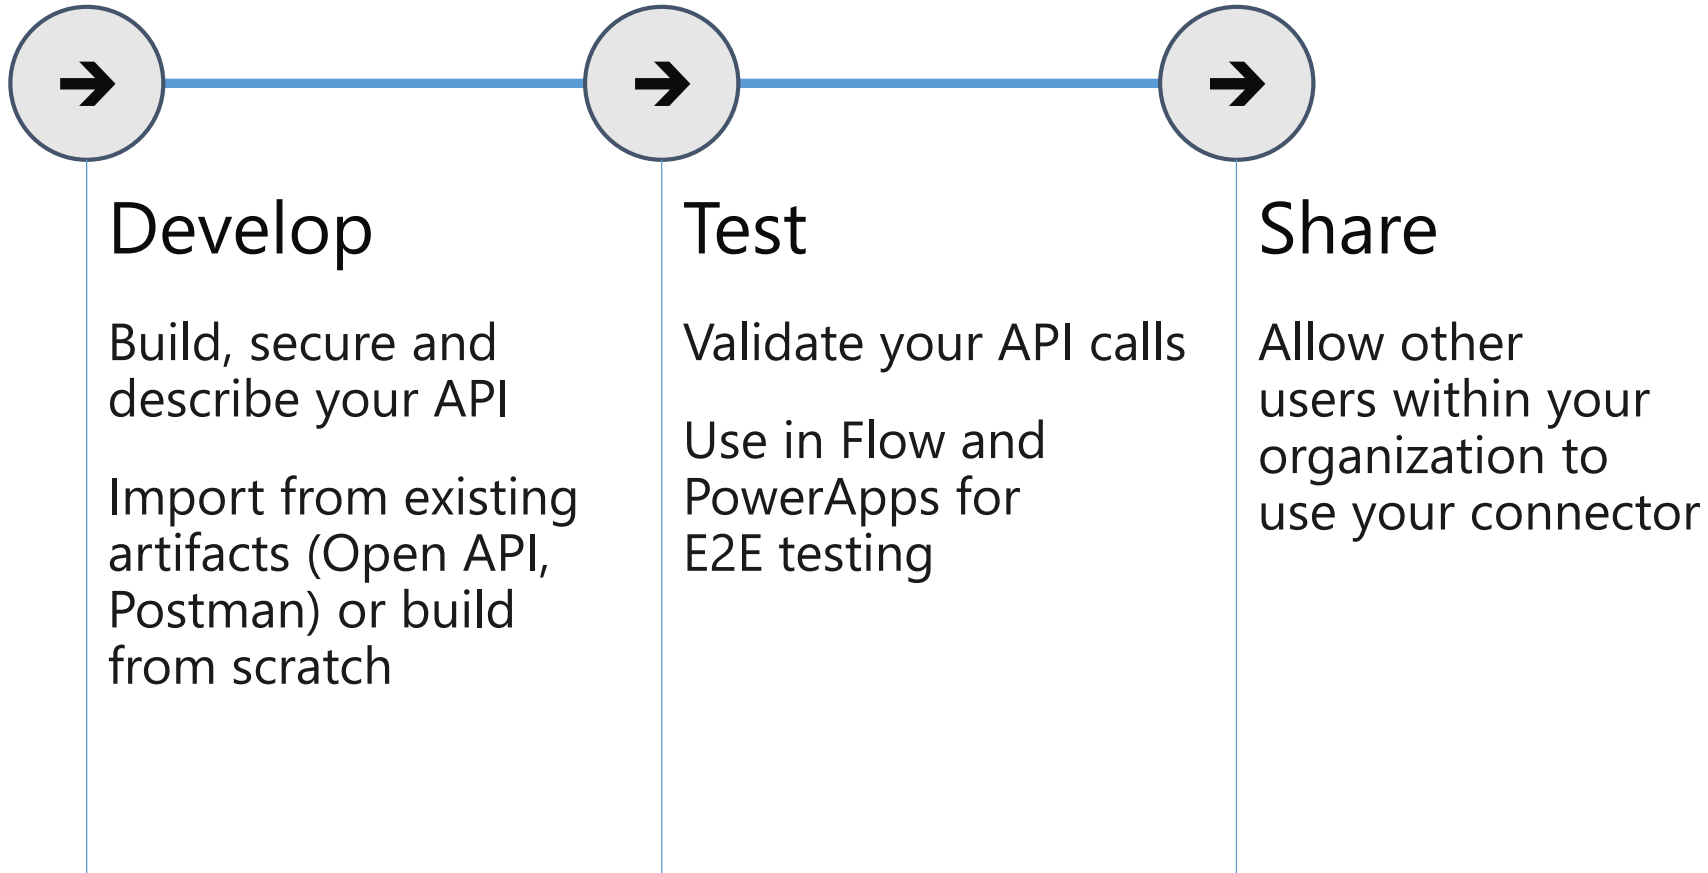 Develop
Build, secure and
describe your API
Import from existing
artifacts (Open API,
Postman) or build
from scratch
Test
Validate your API calls
Use in Flow and
PowerApps for
E2E testing
Share
Allow other
users within your
organization to
use your connector